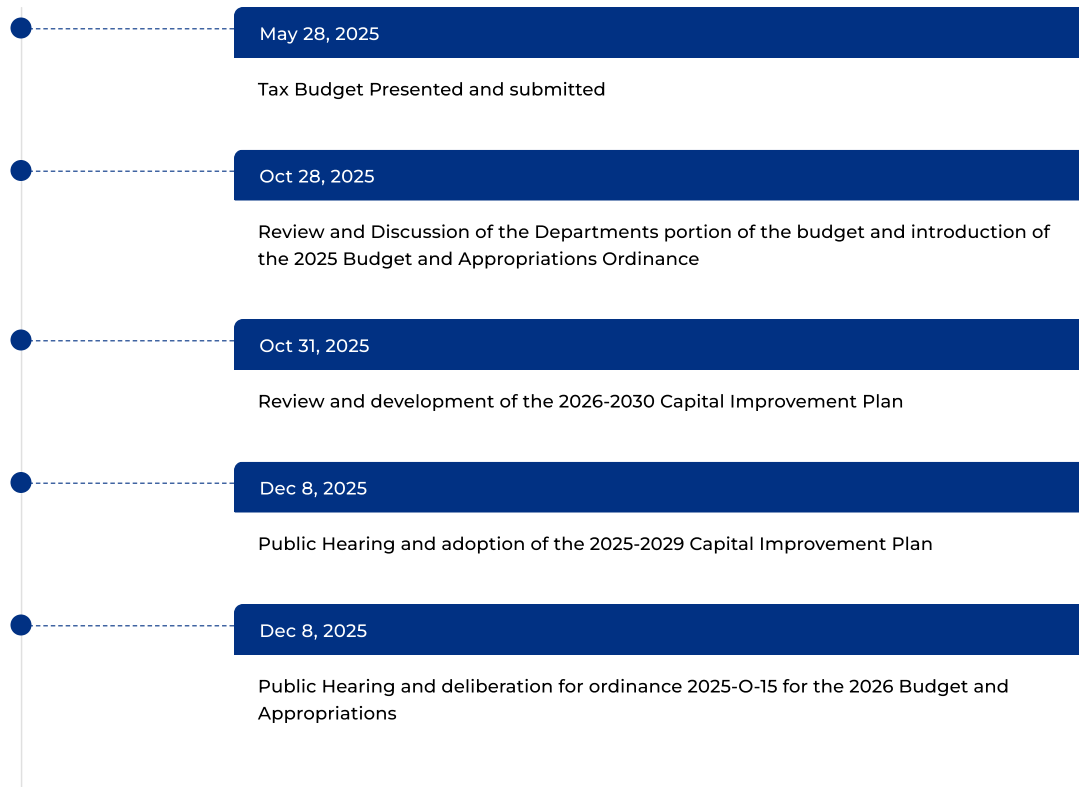 May 28, 2025
Tax Budget Presented and submitted
Oct 28, 2025
Review and Discussion of the Departments portion of the budget and introduction of
the 2025 Budget and Appropriations Ordinance
Oct 31, 2025
Review and development of the 2026-2030 Capital Improvement Plan
Dec 8, 2025
Public Hearing and adoption of the 2025-2029 Capital Improvement Plan
Dec 8, 2025
Public Hearing and deliberation for ordinance 2025-O-15 for the 2026 Budget and
Appropriations